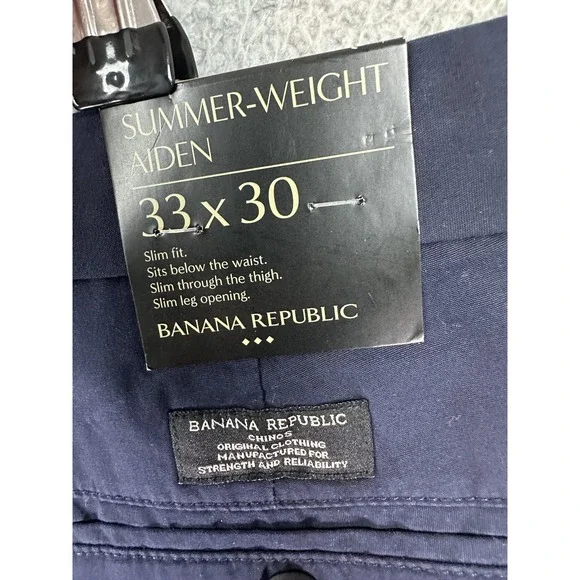 SUMMER-WEIGHT
AIDEN
33 x 30
Slim fit.
Sits below the waist.
Slim through the thigh.
Slim leg opening.
BANANA REPUBLIC
BANANA REPUBLIC
CHINOS
ORIGINAL CLOTHING
MANUFACTURED FOR
STRENGTH AND RELIABILITY